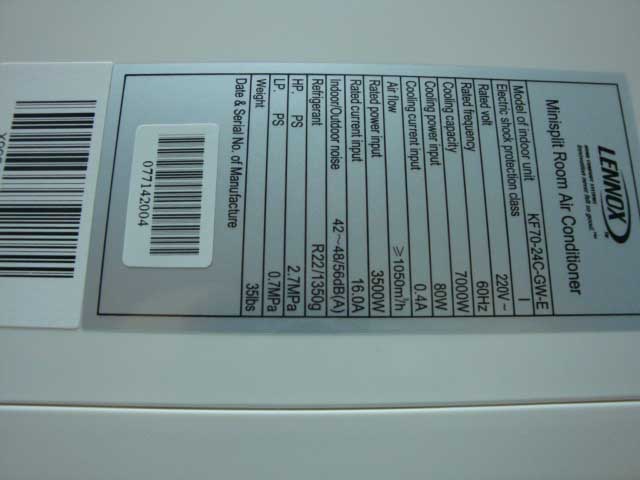 LENNOX
Minisplit Room Air Conditioner
Model of indoor unit KF70-24C-GW-E
Electric shock protection class I
Rated volt 220V~
Rated frequency 60Hz
Cooling capacity 7000W
Cooling power input 80W
Cooling current input 0.4A
Air flow ≥1050m/h
Rated power input 3500W
Rated current input 16.0A
Indoor/Outdoor noise 42~48/56dB(A)
Refrigerant R22/1350g
HP PS 2.7MPa
LP. PS 0.7MPa
Weight 35lbs
Date & Serial No. of Manufacture
077142004